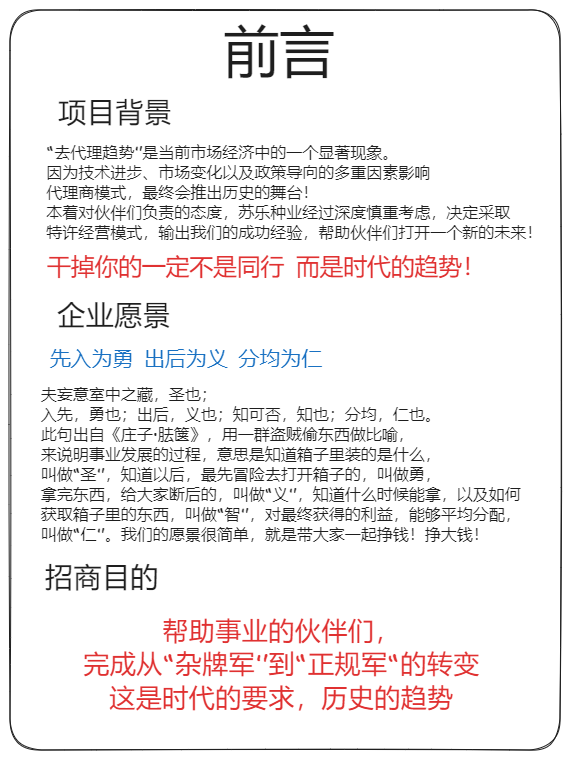 前言
项目背景
“去代理趋势”是当前市场经济中的一个显著现象。
因为技术进步、市场变化以及政策导向的多重因素影响
代理商模式，最终会推出历史的舞台！
本着对伙伴们负责的态度，苏乐种业经过深度慎重考虑，决定采取
特许经营模式，输出我们的成功经验，帮助伙伴们打开一个新的未来！
干掉你的一定不是同行 而是时代的趋势！
企业愿景
先入为勇 出后为义 分均为仁
夫妄意室中之藏，圣也；
入先，勇也；出后，义也；知可否，知也；分均，仁也。
此句出自《庄子·胠箧》，用一群盗贼偷东西做比喻，
来说明事业发展的过程，意思是知道箱子里装的是什么，
叫做“圣”，知道以后，最先冒险去打开箱子的，叫做勇，
拿完东西，给大家断后的，叫做“义”，知道什么时候能拿，以及如何
获取箱子里的东西，叫做“智”，对最终获得的利益，能够平均分配，
叫做“仁”。我们的愿景很简单，就是带大家一起挣钱！挣大钱！
招商目的
帮助事业的伙伴们，
完成从“杂牌军”到“正规军“的转变
这是时代的要求，历史的趋势